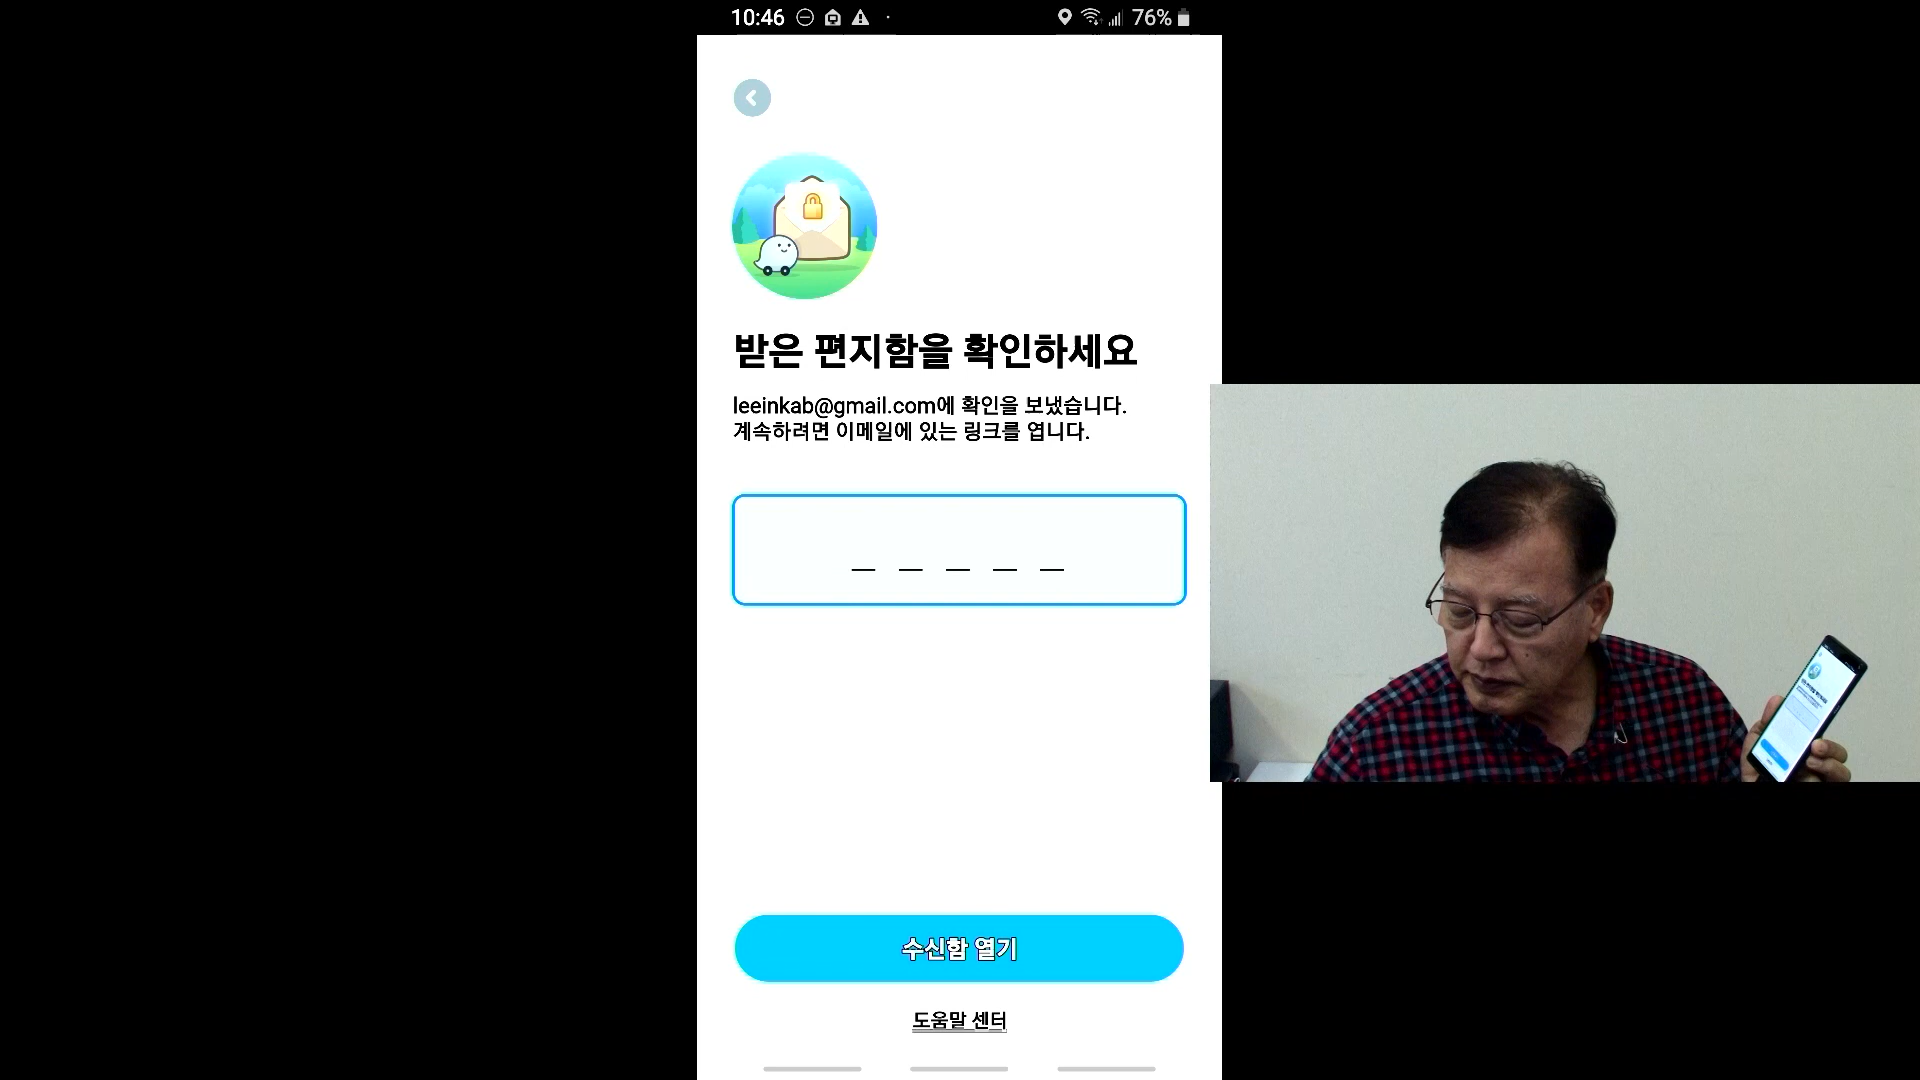 10:46
76%
받은 편지함을 확인하세요
leeinkab@gmail.com에 확인을 보냈습니다.
계속하려면 이메일에 있는 링크를 엽니다.
수신함 열기
도움말 센터